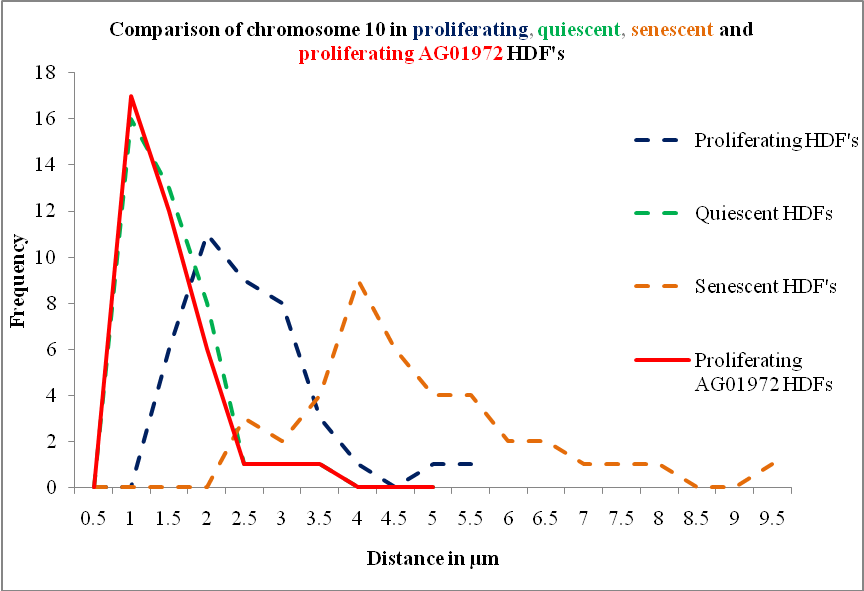 Comparison of chromosome 10 in proliferating, quiescent, senescent and
proliferating AG01972 HDF's
18
16
14
12
10
8
6
4
2
0
Frequency
0.5 1 1.5 2 2.5 3 3.5 4 4.5 5 5.5 6 6.5 7 7.5 8 8.5 9 9.5
Distance in µm
Proliferating HDF's
Quiescent HDFs
Senescent HDF's
Proliferating
AG01972 HDFs